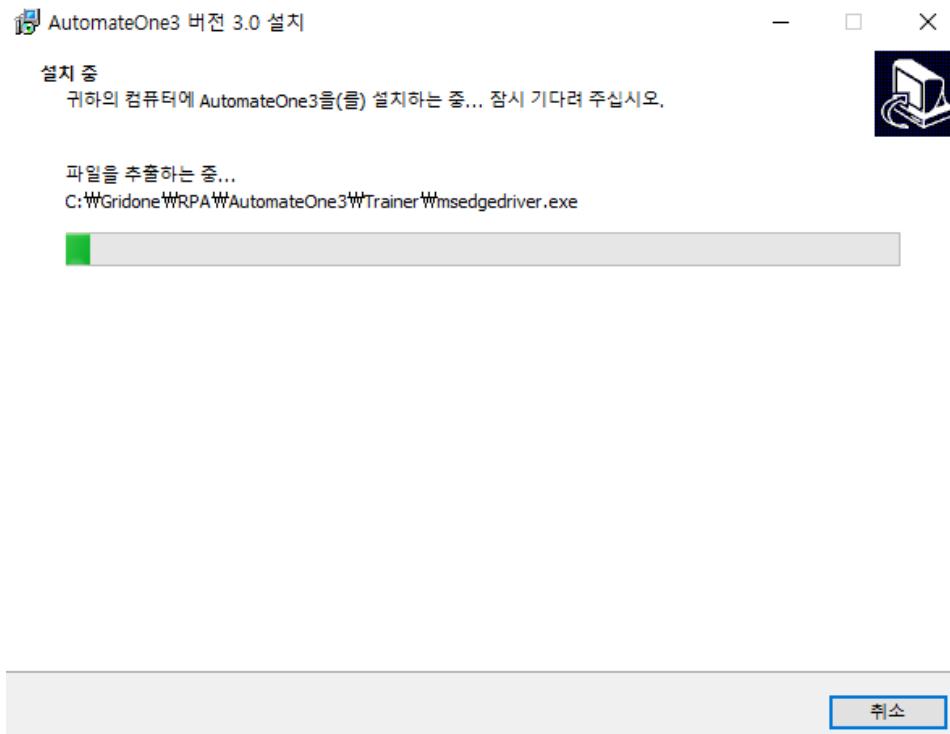 AutomateOne3 버전 3.0 설치
설치 중
귀하의 컴퓨터에 AutomateOne3을(를) 설치하는 중... 잠시 기다려 주십시오.
파일을 추출하는 중...
C:₩Gridone₩RPA₩AutomateOne3₩Trainer₩msedgedriver.exe
취소